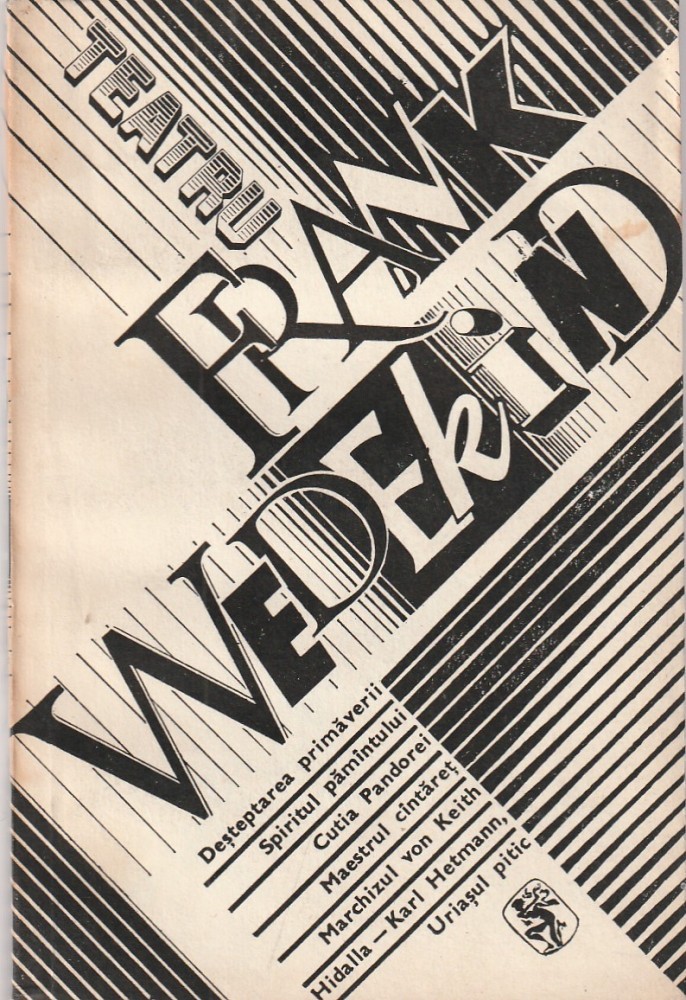 TEATRU
FRANK
WEDEkIND
Deșteptarea primăverii
Spiritul pămîntului
Cutia Pandorei
Maestrul cîntăreț
Marchizul von Keith
Hidalla – Karl Hetmann,
Uriașul pitic